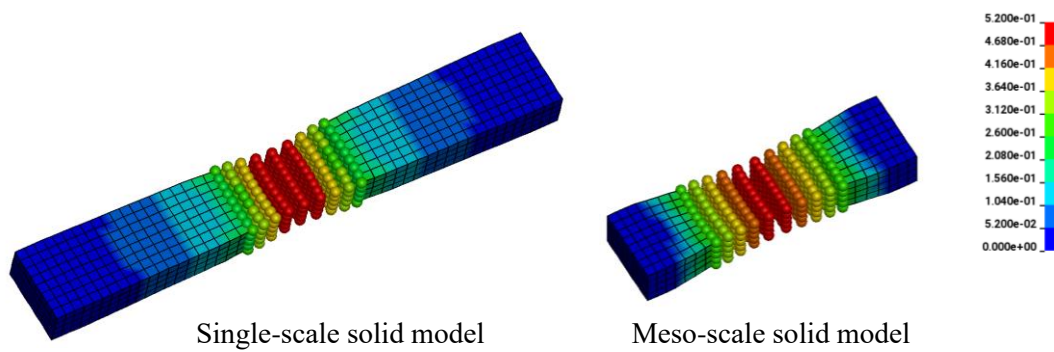 5.200e-01
4.680e-01
4.160e-01
3.640e-01
3.120e-01
2.600e-01
2.080e-01
1.560e-01
1.040e-01
5.200e-02
0.000e+00
Single-scale solid model
Meso-scale solid model